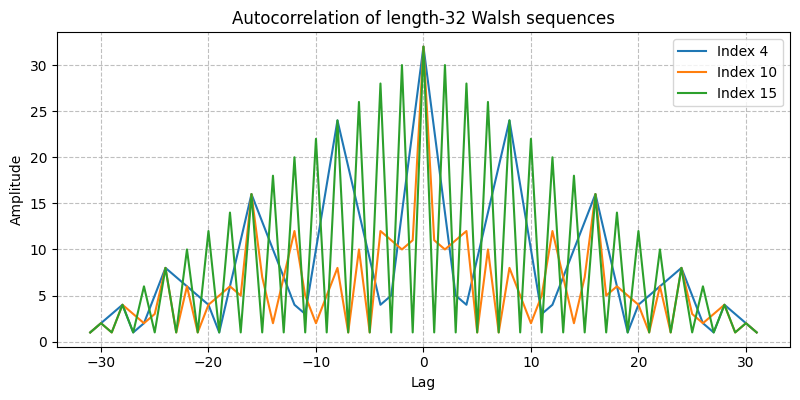 Autocorrelation of length-32 Walsh sequences
Index 4
Index 10
Index 15
Amplitude
30
25
20
15
10
5
0
−30
−20
−10
0
10
20
30
Lag